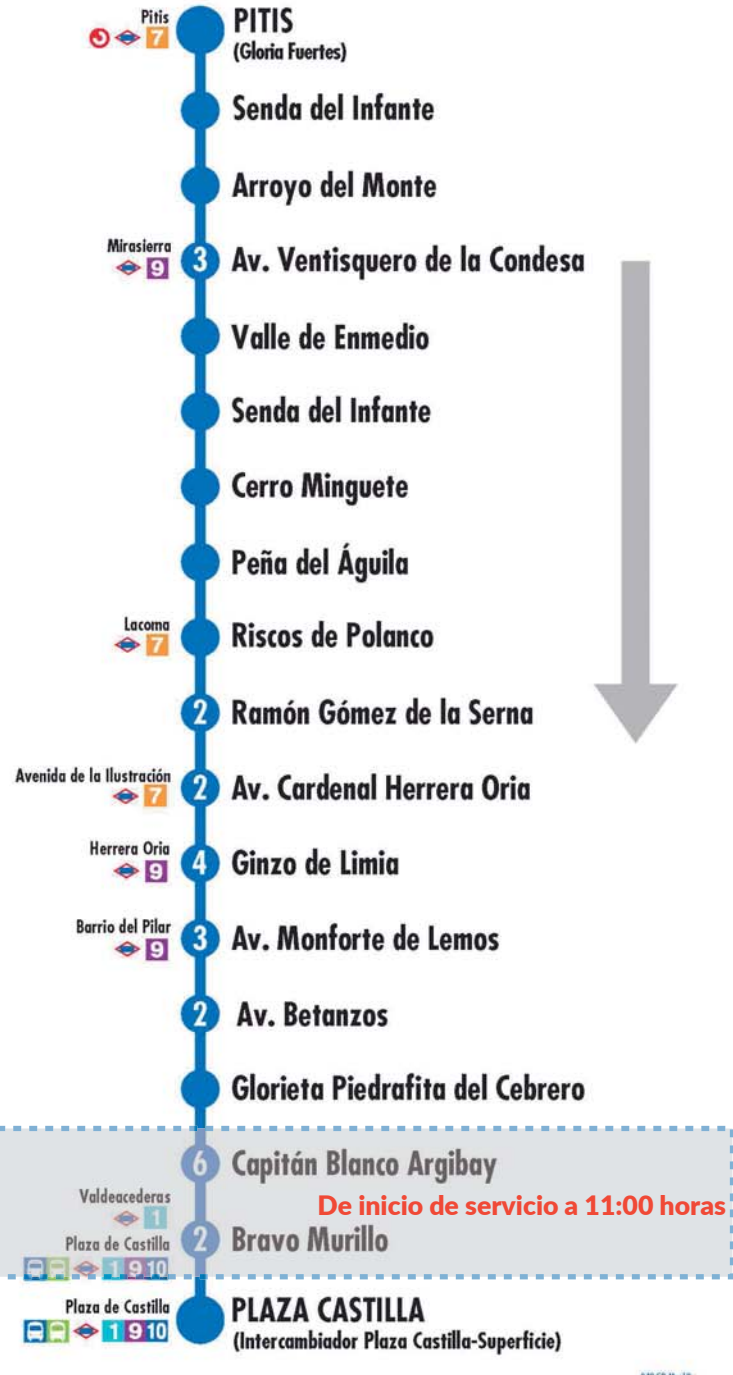 Pitis
7
PITIS
(Gloria Fuertes)
Senda del Infante
Arroyo del Monte
Mirasierra
9
3
Av. Ventisquero de la Condesa
Valle de Enmedio
Senda del Infante
Cerro Minguete
Peña del Águila
Lacoma
7
Riscos de Polanco
2
Ramón Gómez de la Serna
Avenida de la Ilustración
7
2
Av. Cardenal Herrera Oria
Herrera Oria
9
4
Ginzo de Limia
Barrio del Pilar
9
3
Av. Monforte de Lemos
2
Av. Betanzos
Glorieta Piedrafita del Cebrero
6
Capitán Blanco Argibay
Valdeacederas
1
De inicio de servicio a 11:00 horas
Plaza de Castilla
1 9 10
2
Bravo Murillo
Plaza de Castilla
1 9 10
PLAZA CASTILLA
(Intercambiador Plaza Castilla-Superficie)